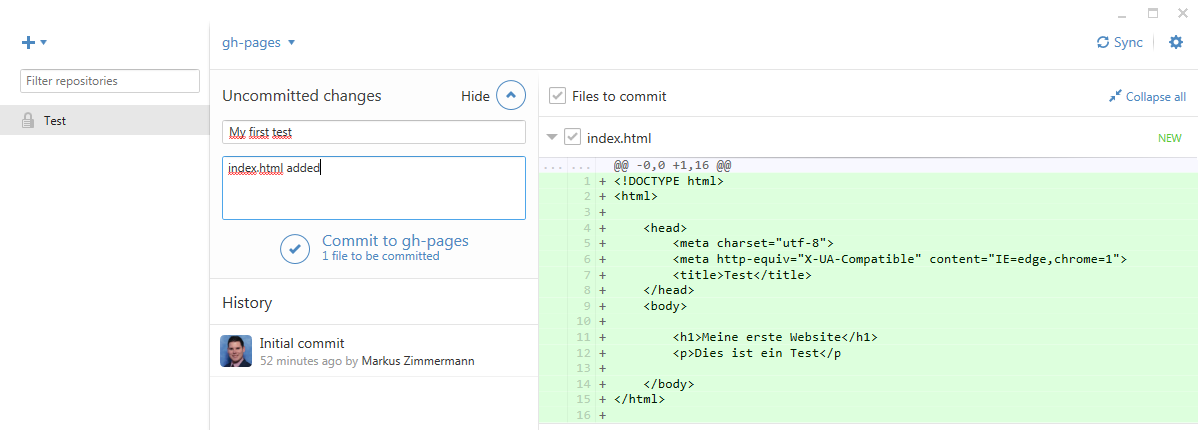 gh-pages
Sync
Filter repositories
Test
Uncommitted changes
Hide
My first test
index.html added
Commit to gh-pages
1 file to be committed
History
Initial commit
52 minutes ago by Markus Zimmermann
Files to commit
Collapse all
index.html
NEW
... ... @@ -0,0 +1,16 @@
1 + <!DOCTYPE html>
2 + <html>
3 +
4 +     <head>
5 +         <meta charset="utf-8">
6 +         <meta http-equiv="X-UA-Compatible" content="IE=edge,chrome=1">
7 +         <title>Test</title>
8 +     </head>
9 +     <body>
10 +
11 +         <h1>Meine erste Website</h1>
12 +         <p>Dies ist ein Test</p
13 +
14 +     </body>
15 + </html>
16 +